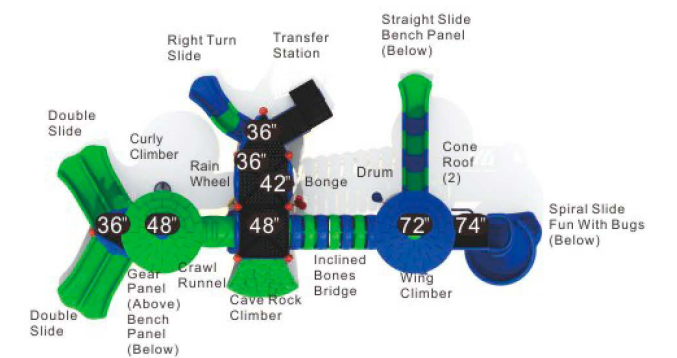 Straight Slide
Bench Panel
(Below)
Right Turn
Slide
Transfer
Station
Double
Slide
Curly
Climber
Rain
Wheel
36"
36"
42"
Bonge
Drum
Cone
Roof
(2)
36"
48"
48"
72"
74"
Spiral Slide
Fun With Bugs
(Below)
Gear
Panel
(Above)
Bench
Panel
(Below)
Crawl
Runnel
Cave Rock
Climber
Inclined
Bones
Bridge
Wing
Climber
Double
Slide